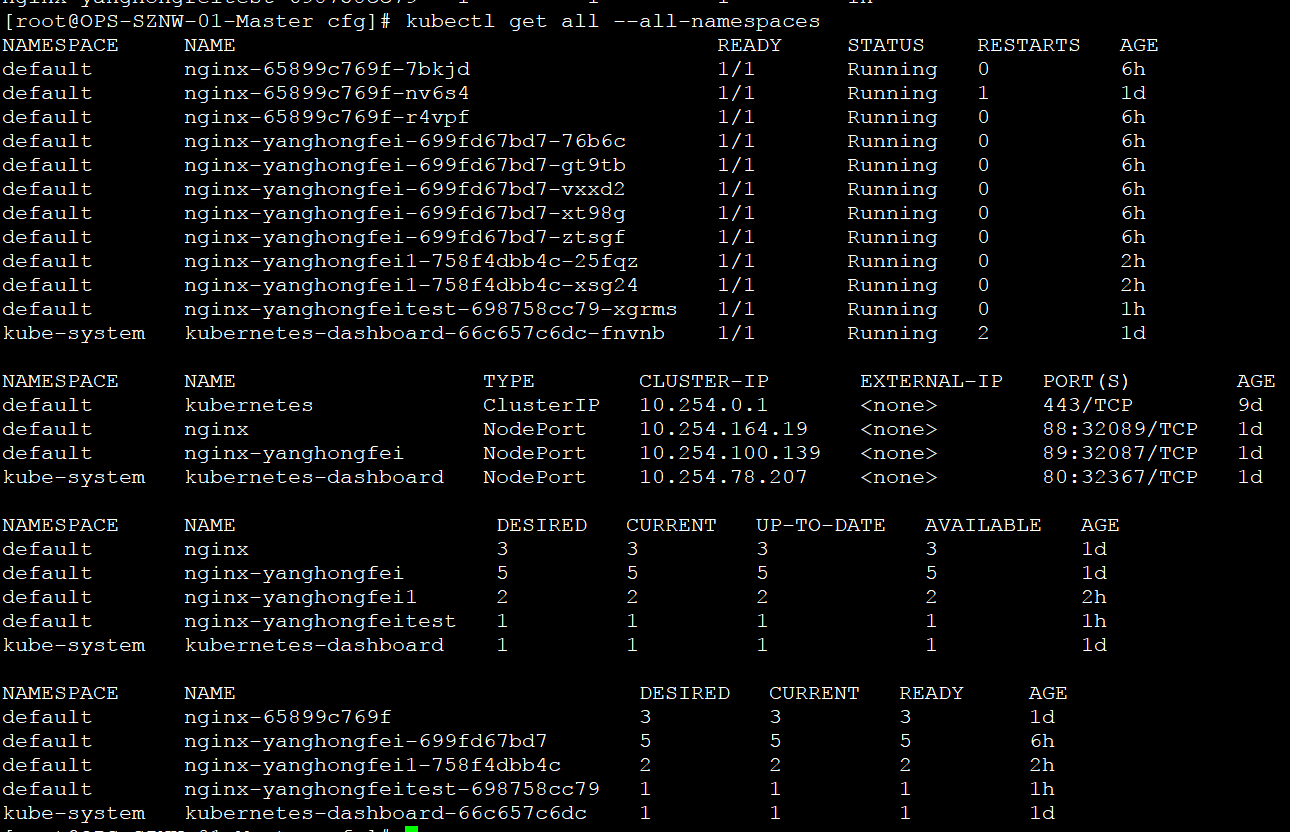 [root@OPS-SZNW-01-Master cfg]# kubectl get all --all-namespaces
NAMESPACE NAME READY STATUS RESTARTS AGE
default nginx-65899c769f-7bkjd 1/1 Running 0 6h
default nginx-65899c769f-nv6s4 1/1 Running 1 1d
default nginx-65899c769f-r4vpf 1/1 Running 0 6h
default nginx-yanghongfei-699fd67bd7-76b6c 1/1 Running 0 6h
default nginx-yanghongfei-699fd67bd7-gt9tb 1/1 Running 0 6h
default nginx-yanghongfei-699fd67bd7-vxxd2 1/1 Running 0 6h
default nginx-yanghongfei-699fd67bd7-xt98g 1/1 Running 0 6h
default nginx-yanghongfei-699fd67bd7-ztsgf 1/1 Running 0 6h
default nginx-yanghongfei1-758f4dbb4c-25fqz 1/1 Running 0 2h
default nginx-yanghongfei1-758f4dbb4c-xsg24 1/1 Running 0 2h
default nginx-yanghongfeitest-698758cc79-xgrms 1/1 Running 0 1h
kube-system kubernetes-dashboard-66c657c6dc-fnvnb 1/1 Running 2 1d
NAMESPACE NAME TYPE CLUSTER-IP EXTERNAL-IP PORT(S) AGE
default kubernetes ClusterIP 10.254.0.1 <none> 443/TCP 9d
default nginx NodePort 10.254.164.19 <none> 88:32089/TCP 1d
default nginx-yanghongfei NodePort 10.254.100.139 <none> 89:32087/TCP 1d
kube-system kubernetes-dashboard NodePort 10.254.78.207 <none> 80:32367/TCP 1d
NAMESPACE NAME DESIRED CURRENT UP-TO-DATE AVAILABLE AGE
default nginx 3 3 3 3 1d
default nginx-yanghongfei 5 5 5 5 1d
default nginx-yanghongfei1 2 2 2 2 2h
default nginx-yanghongfeitest 1 1 1 1 1h
kube-system kubernetes-dashboard 1 1 1 1 1d
NAMESPACE NAME DESIRED CURRENT READY AGE
default nginx-65899c769f 3 3 3 1d
default nginx-yanghongfei-699fd67bd7 5 5 5 6h
default nginx-yanghongfei1-758f4dbb4c 2 2 2 2h
default nginx-yanghongfeitest-698758cc79 1 1 1 1h
kube-system kubernetes-dashboard-66c657c6dc 1 1 1 1d